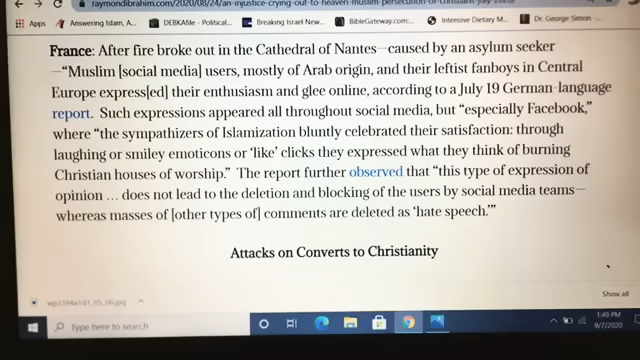 raymondibrahim.com/2020/08/24/an-injustice-crying-out-to-heaven-muslim-persecution-of-christians-july-2020/
Apps Answering Islam, A... DEBKAfile - Political... Breaking Israel New... BibleGateway.com:... Intensive Dietary M... Dr. George Simon -...
France: After fire broke out in the Cathedral of Nantes—caused by an asylum seeker
—“Muslim [social media] users, mostly of Arab origin, and their leftist fanboys in Central
Europe express[ed] their enthusiasm and glee online, according to a July 19 German-language
report. Such expressions appeared all throughout social media, but “especially Facebook,”
where “the sympathizers of Islamization bluntly celebrated their satisfaction: through
laughing or smiley emoticons or ‘like’ clicks they expressed what they think of burning
Christian houses of worship.” The report further observed that “this type of expression of
opinion … does not lead to the deletion and blocking of the users by social media teams—
whereas masses of [other types of] comments are deleted as ‘hate speech.’”
Attacks on Converts to Christianity
Show all
Type here to search
1:49 PM
9/7/2020